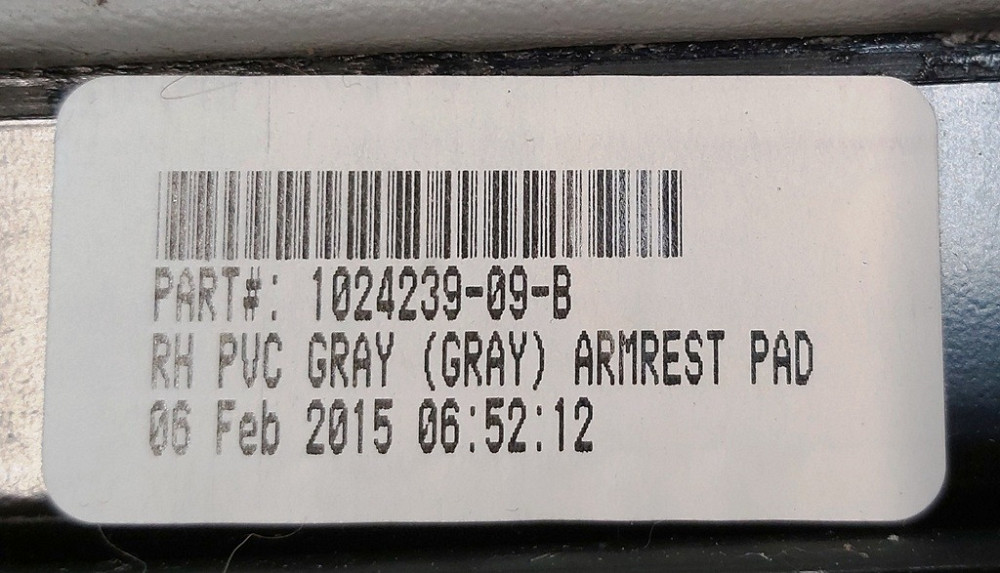 PART#: 1024239-09-B
RH PVC GRAY (GRAY) ARMREST PAD
06 Feb 2015 06:52:12